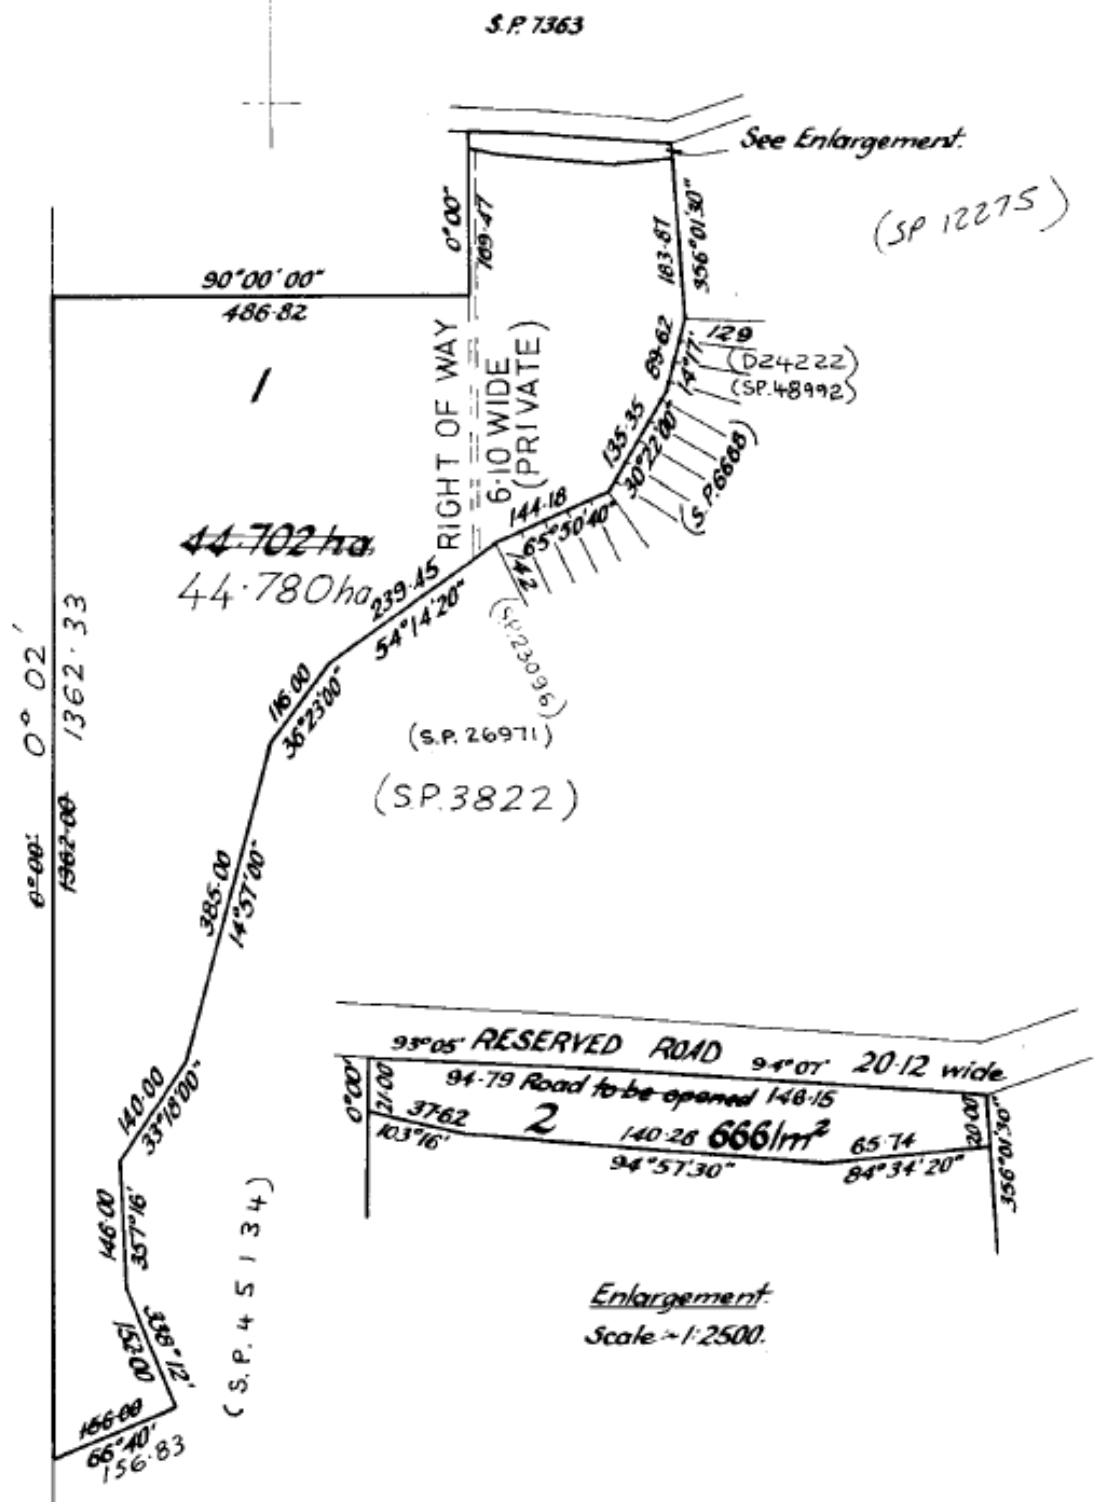 S.P. 7363
See Enlargement.
(SP 12275)
0°00"
189·47
183·87
356°01'30"
90°00'00"
486·82
1
RIGHT OF WAY
6·10 WIDE
(PRIVATE)
89·62
14°17'
129
(D24222)
(SP.48992)
135·35
30°22'00"
(S.P.6688)
144·18
65°50'40"
142
(S.P.23096)
44·702 ha
44·780ha
239·45
54°14'20"
116·00
36°23'00"
(S.P. 26971)
(S.P.3822)
0° 02'
1362·33
0°00'
1362·00
385·00
14°57'00"
140·00
33°18'00"
146·00
357°16'
338°12'
152·00
(S.P.45134)
166·00
66°40'
156·83
93°05' RESERVED ROAD 94°07' 20·12 wide
94·79 Road to be opened 148·15
0°00'
21·00
37·62
103°16'
2
140·28 6661m²
94°57'30"
65·74
84°34'20"
20·00
356°01'30"
Enlargement.
Scale ~ 1:2500.